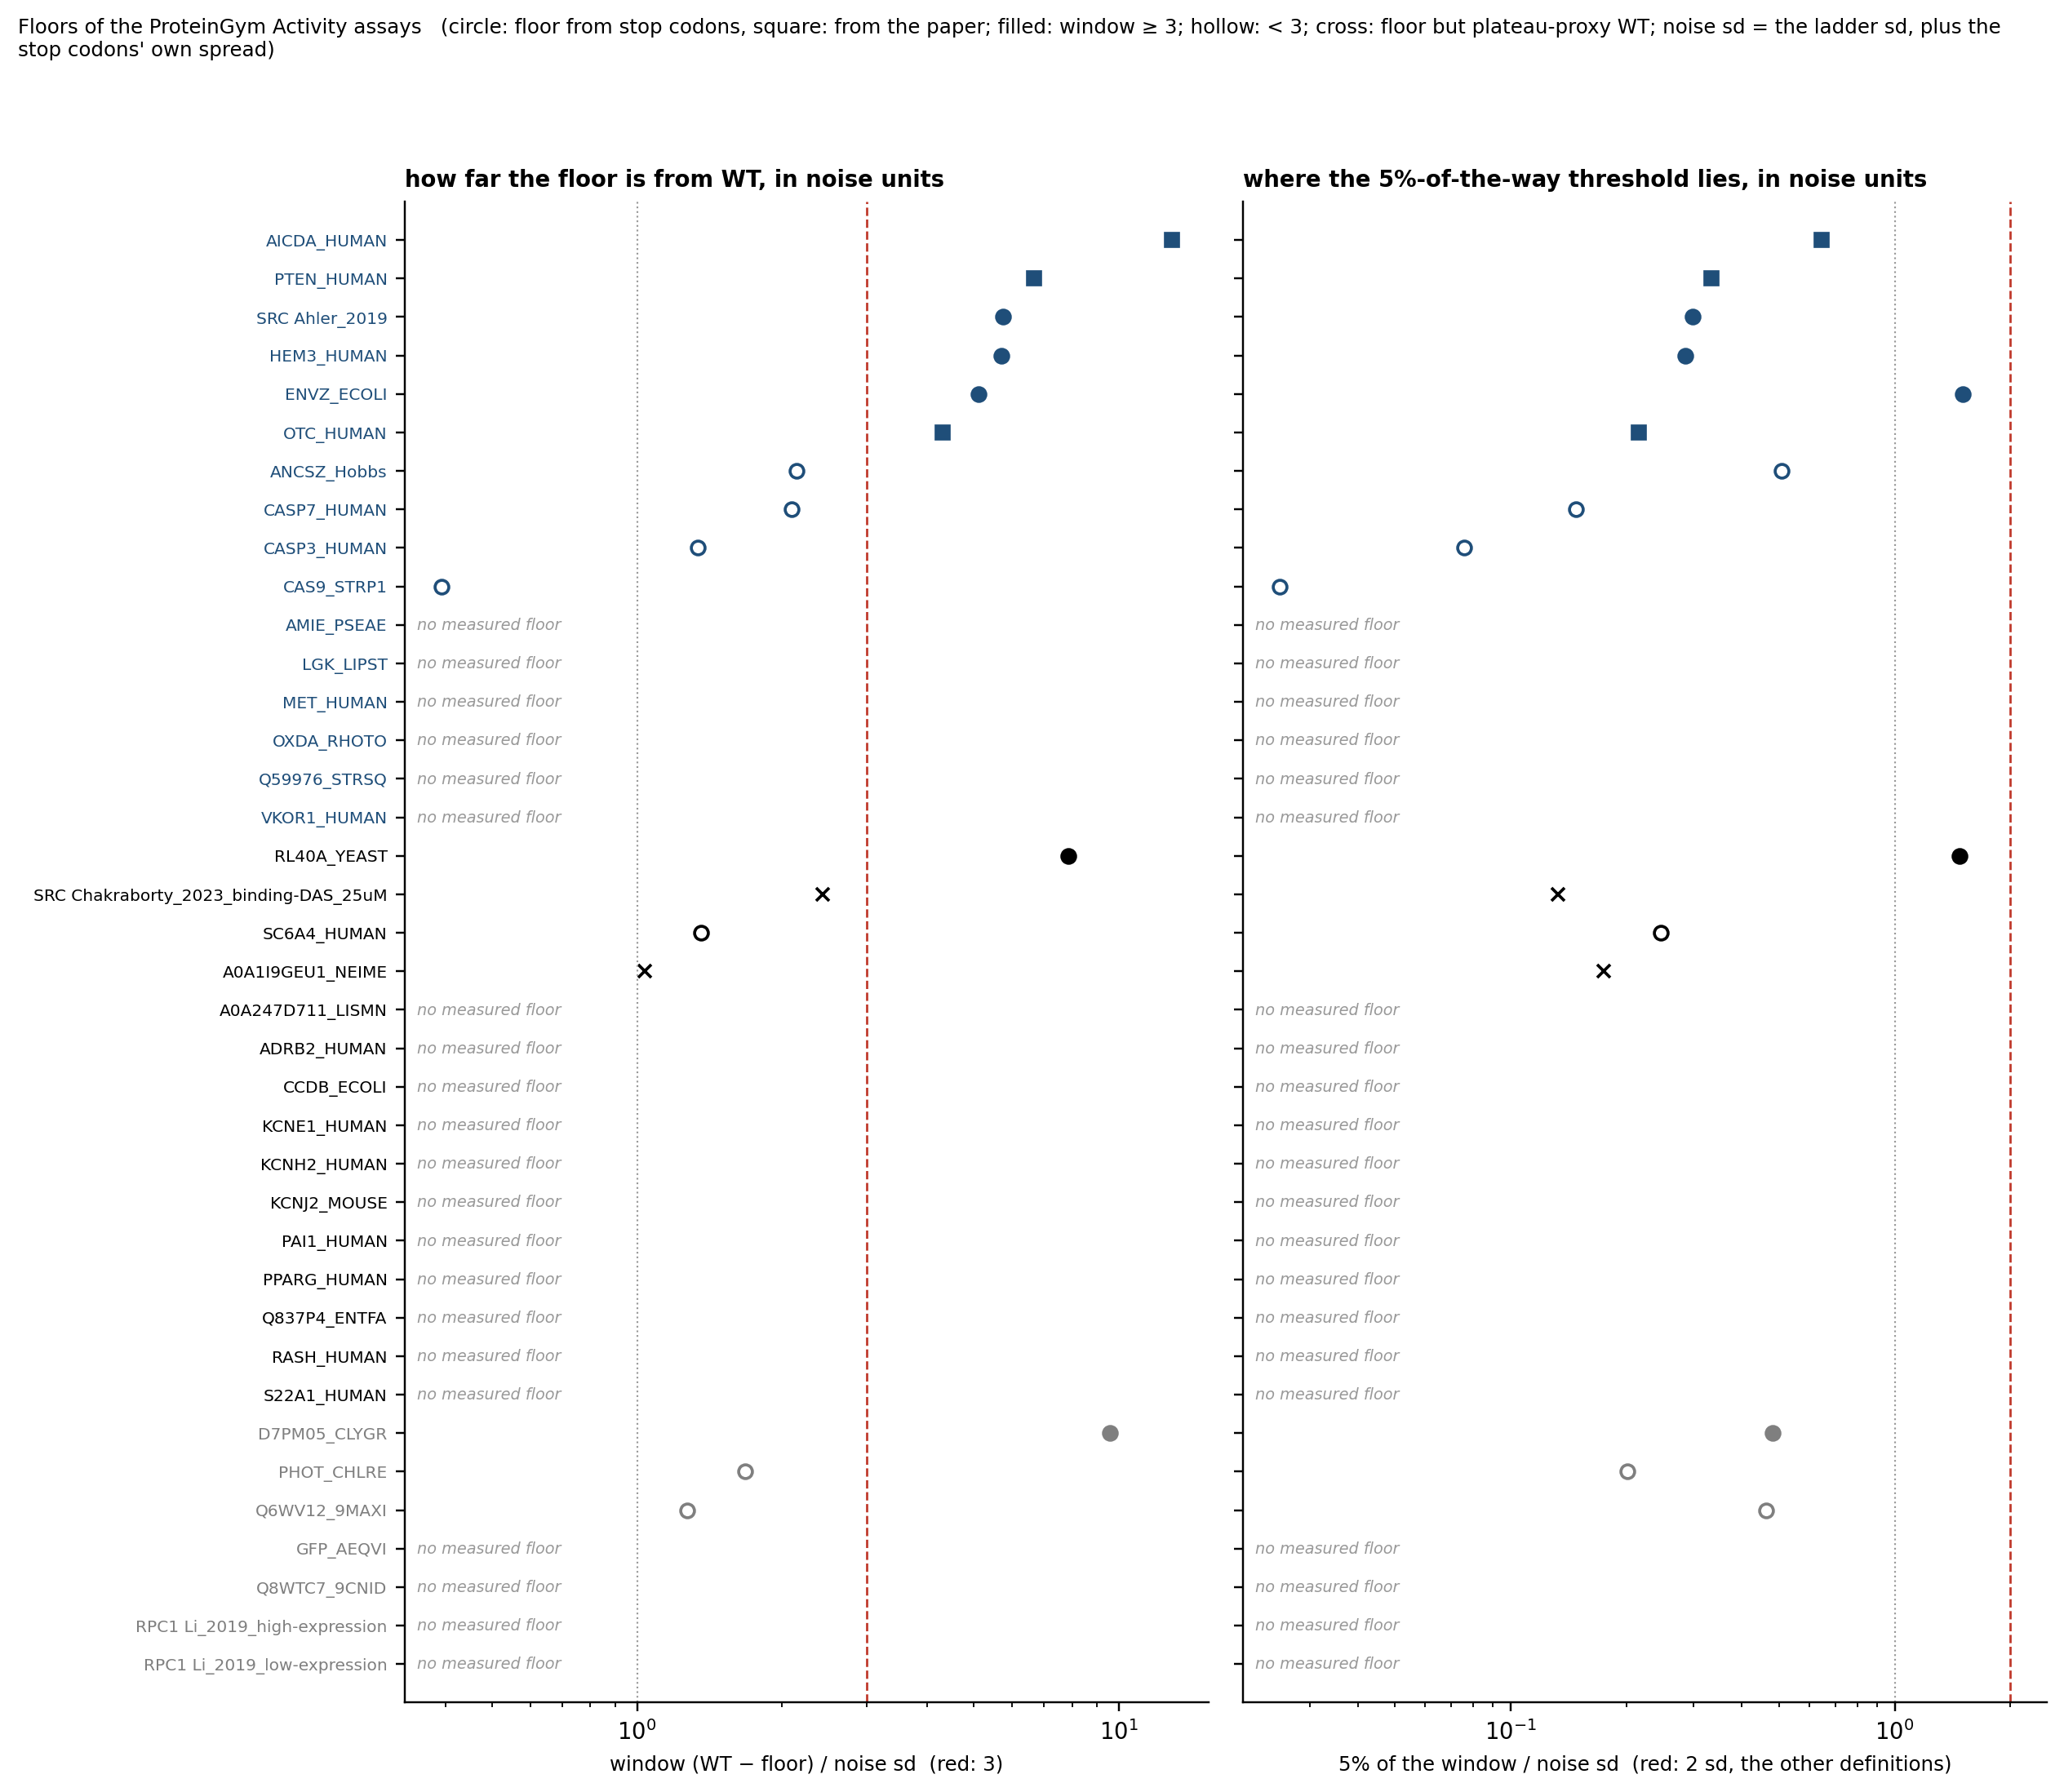 Floors of the ProteinGym Activity assays   (circle: floor from stop codons, square: from the paper; filled: window ≥ 3; hollow: < 3; cross: floor but plateau-proxy WT; noise sd = the ladder sd, plus the
stop codons' own spread)
how far the floor is from WT, in noise units
where the 5%-of-the-way threshold lies, in noise units
AICDA_HUMAN
PTEN_HUMAN
SRC Ahler_2019
HEM3_HUMAN
ENVZ_ECOLI
OTC_HUMAN
ANCSZ_Hobbs
CASP7_HUMAN
CASP3_HUMAN
CAS9_STRP1
AMIE_PSEAE no measured floor no measured floor
LGK_LIPST no measured floor no measured floor
MET_HUMAN no measured floor no measured floor
OXDA_RHOTO no measured floor no measured floor
Q59976_STRSQ no measured floor no measured floor
VKOR1_HUMAN no measured floor no measured floor
RL40A_YEAST
SRC Chakraborty_2023_binding-DAS_25uM
SC6A4_HUMAN
A0A1I9GEU1_NEIME
A0A247D711_LISMN no measured floor no measured floor
ADRB2_HUMAN no measured floor no measured floor
CCDB_ECOLI no measured floor no measured floor
KCNE1_HUMAN no measured floor no measured floor
KCNH2_HUMAN no measured floor no measured floor
KCNJ2_MOUSE no measured floor no measured floor
PAI1_HUMAN no measured floor no measured floor
PPARG_HUMAN no measured floor no measured floor
Q837P4_ENTFA no measured floor no measured floor
RASH_HUMAN no measured floor no measured floor
S22A1_HUMAN no measured floor no measured floor
D7PM05_CLYGR
PHOT_CHLRE
Q6WV12_9MAXI
GFP_AEQVI no measured floor no measured floor
Q8WTC7_9CNID no measured floor no measured floor
RPC1 Li_2019_high-expression no measured floor no measured floor
RPC1 Li_2019_low-expression no measured floor no measured floor
10⁰ 10¹ 10⁻¹ 10⁰
window (WT − floor) / noise sd  (red: 3)
5% of the window / noise sd  (red: 2 sd, the other definitions)